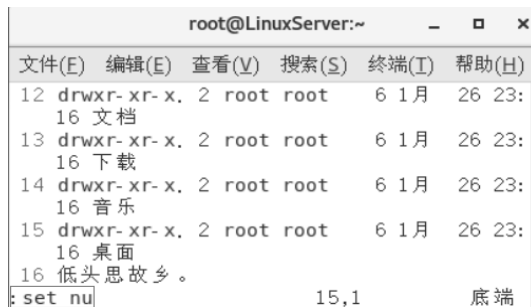 root@LinuxServer:~ – □ ×
文件(F) 编辑(E) 查看(V) 搜索(S) 终端(T) 帮助(H)
12 drwxr-xr-x. 2 root root 6 1月 26 23:
16 文档
13 drwxr-xr-x. 2 root root 6 1月 26 23:
16 下载
14 drwxr-xr-x. 2 root root 6 1月 26 23:
16 音乐
15 drwxr-xr-x. 2 root root 6 1月 26 23:
16 桌面
16 低头思故乡。
:set nu 15,1 底端